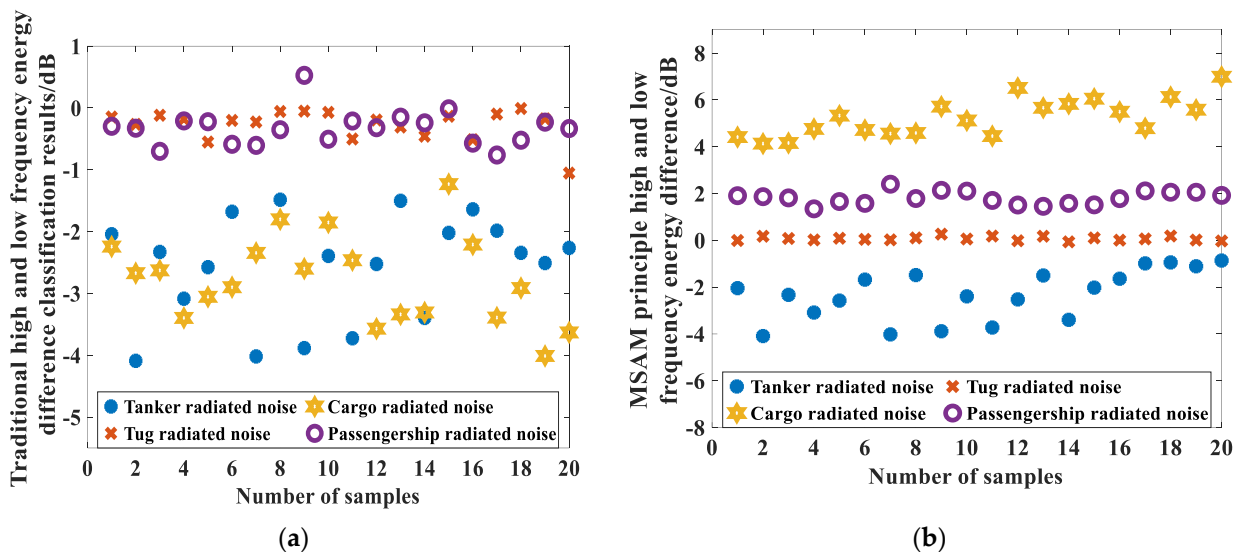 Traditional high and low frequency energy
difference classification results/dB
1
0
-1
-2
-3
-4
-5
Tanker radiated noise
Cargo radiated noise
Tug radiated noise
Passengership radiated noise
0 2 4 6 8 10 12 14 16 18 20
Number of samples
(a)
MSAM principle high and low
frequency energy difference/dB
8
6
4
2
0
-2
-4
-6
-8
Tanker radiated noise
Tug radiated noise
Cargo radiated noise
Passengership radiated noise
0 2 4 6 8 10 12 14 16 18 20
Number of samples
(b)